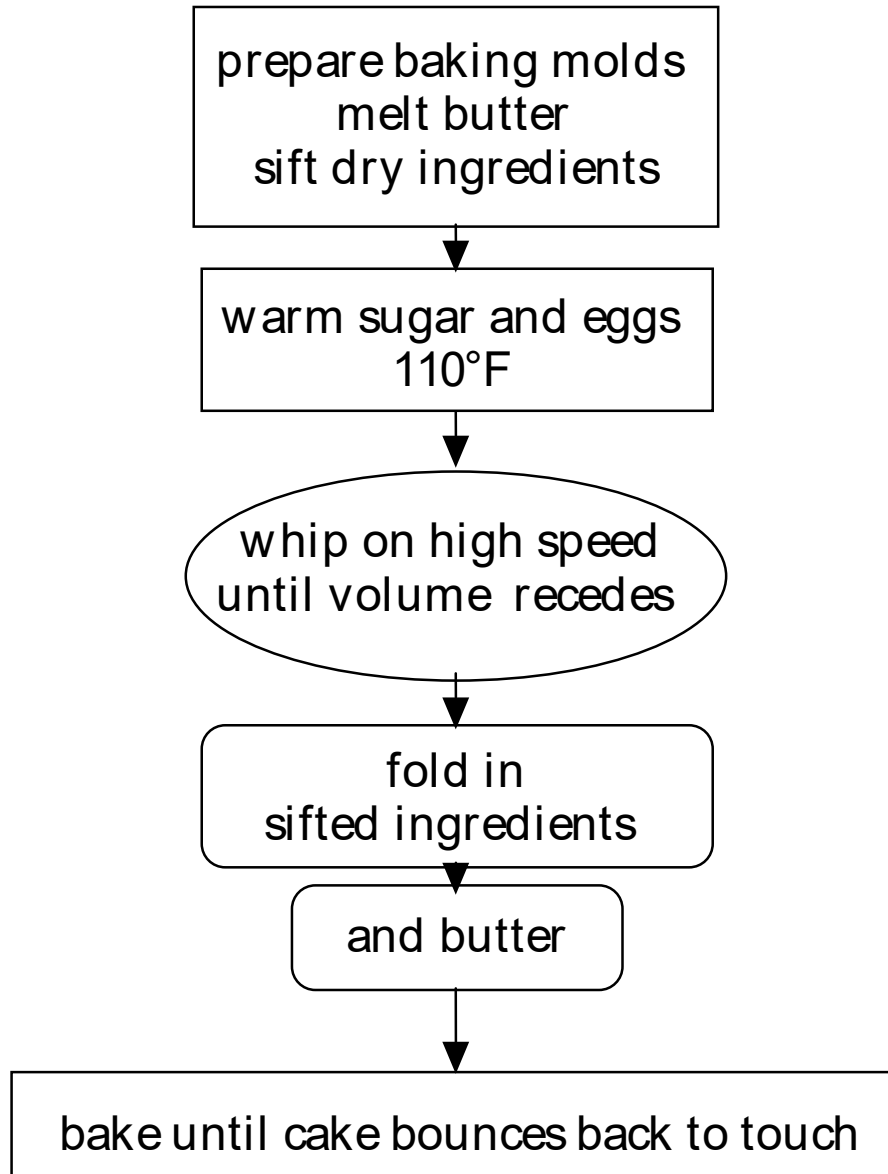 prepare baking molds
melt butter
sift dry ingredients
warm sugar and eggs
110°F
whip on high speed
until volume recedes
fold in
sifted ingredients
and butter
bake until cake bounces back to touch